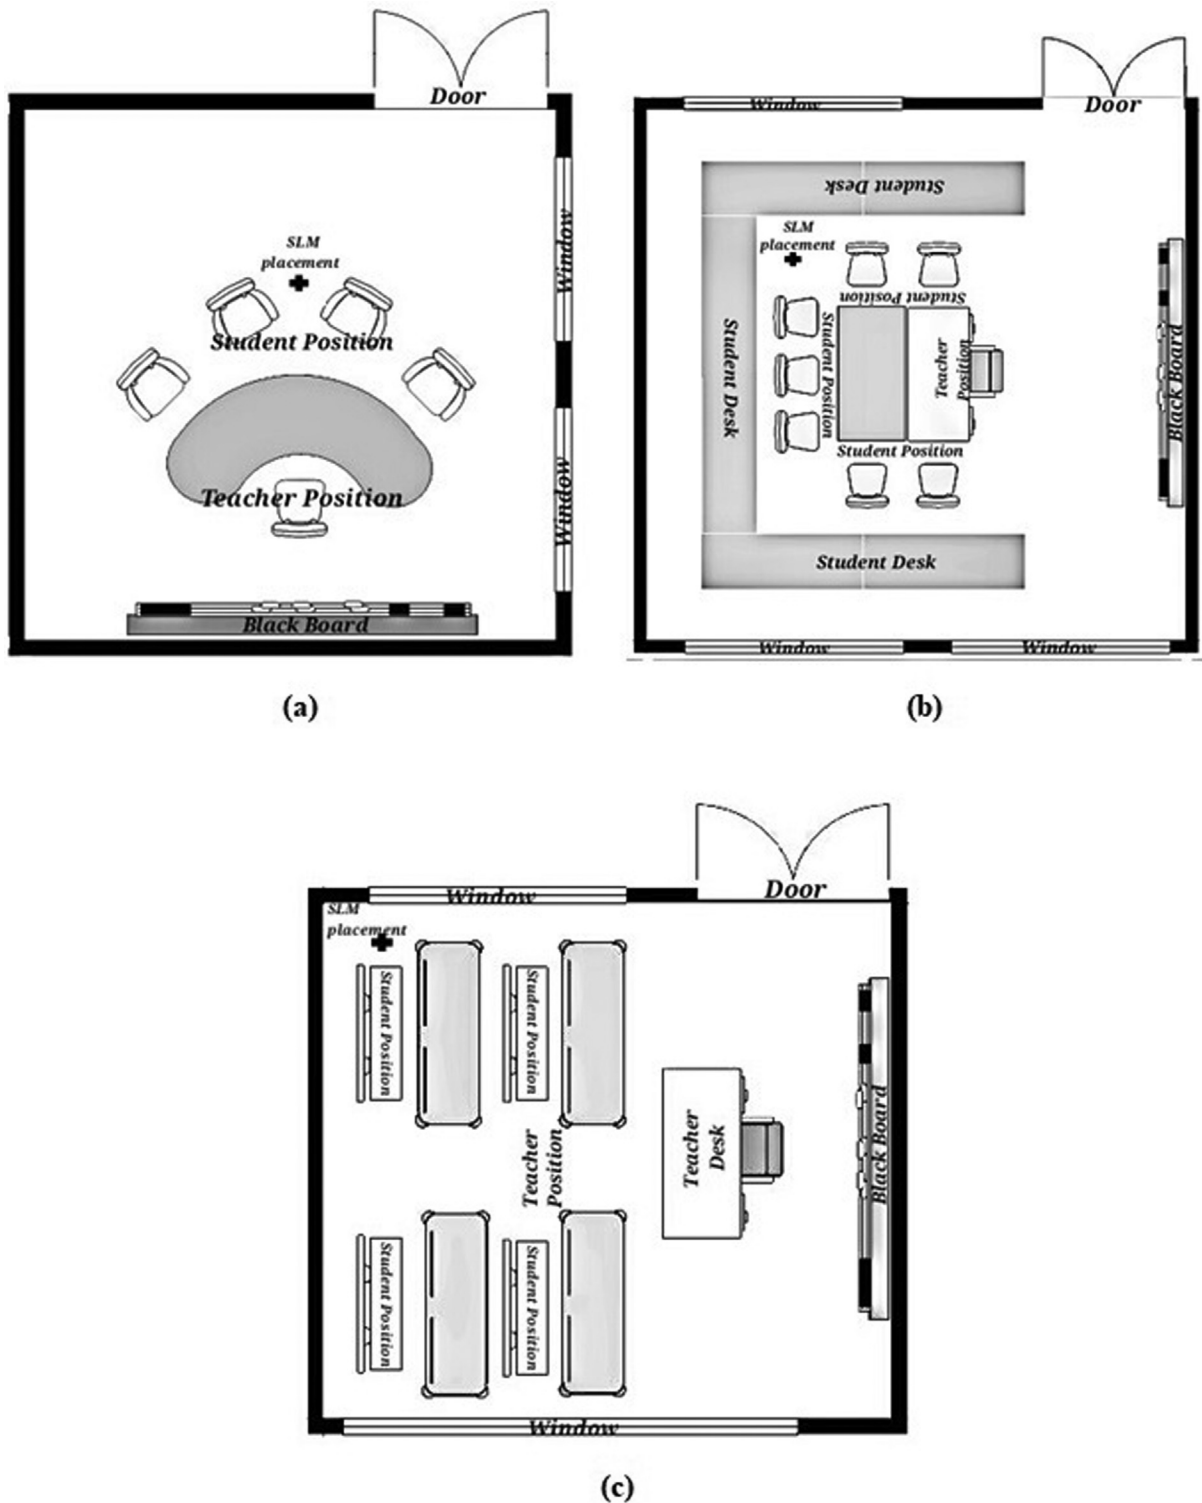 Door
Window
SLM
placement
Student Position
Teacher Position
Window
Black Board
(a)
Window
Door
Student Desk
SLM
placement
Student Position
Student Desk
Student Position
Teacher
Position
Black Board
Student Position
Student Desk
Window
Window
(b)
Window
Door
SLM
placement
Student Position
Student Position
Teacher
Position
Teacher
Desk
Black Board
Student Position
Student Position
Window
(c)